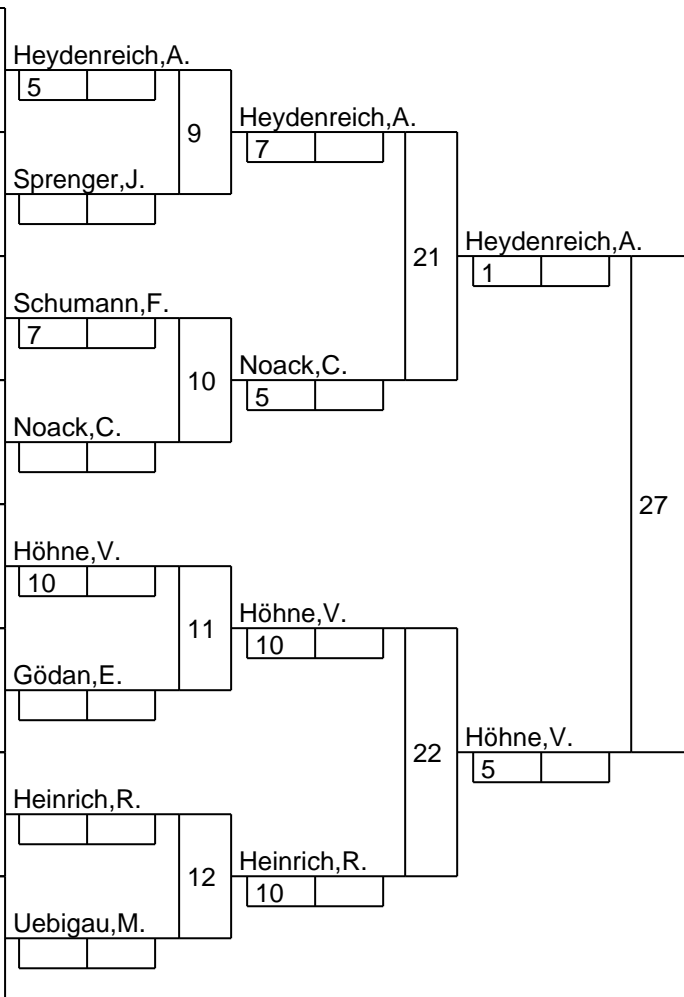 Heydenreich,A.
5
9
Sprenger,J.
Schumann,F.
7
10
Noack,C.
Höhne,V.
10
11
Gödan,E.
Heinrich,R.
12
Uebigau,M.
Heydenreich,A.
7
21
Noack,C.
5
Höhne,V.
10
22
Heinrich,R.
10
Heydenreich,A.
1
27
Höhne,V.
5